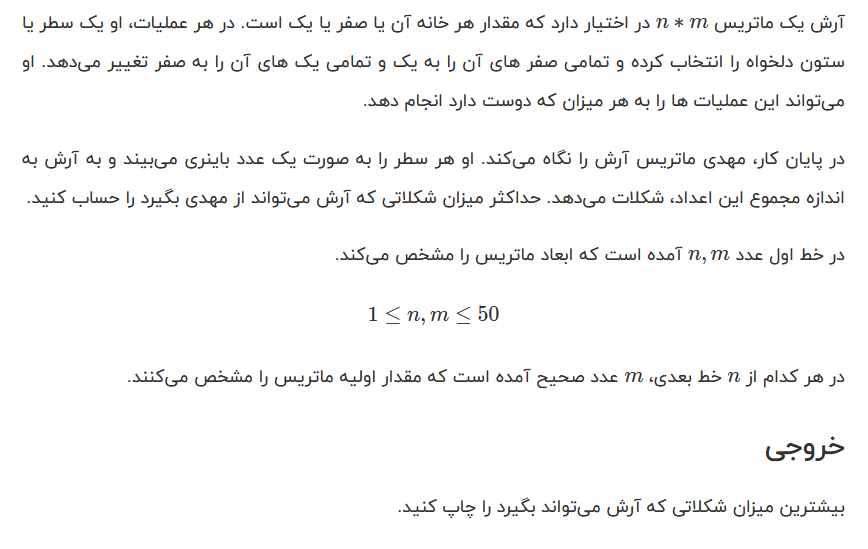 آرش یک ماتریس n * m در اختیار دارد که مقدار هر خانه آن یا صفر یا یک است. در هر عملیات، او یک سطر یا
ستون دلخواه را انتخاب کرده و تمامی صفر های آن را به یک و تمامی یک های آن را به صفر تغییر می‌دهد. او
می‌تواند این عملیات ها را به هر میزان که دوست دارد انجام دهد.
در پایان کار، مهدی ماتریس آرش را نگاه می‌کند. او هر سطر را به صورت یک عدد باینری می‌بیند و به آرش به
اندازه مجموع این اعداد، شکلات می‌دهد. حداکثر میزان شکلاتی که آرش می‌تواند از مهدی بگیرد را حساب کنید.
در خط اول عدد n, m آمده است که ابعاد ماتریس را مشخص می‌کند.
1 ≤ n, m ≤ 50
در هر کدام از n خط بعدی، m عدد صحیح آمده است که مقدار اولیه ماتریس را مشخص می‌کنند.
خروجی
بیشترین میزان شکلاتی که آرش می‌تواند بگیرد را چاپ کنید.